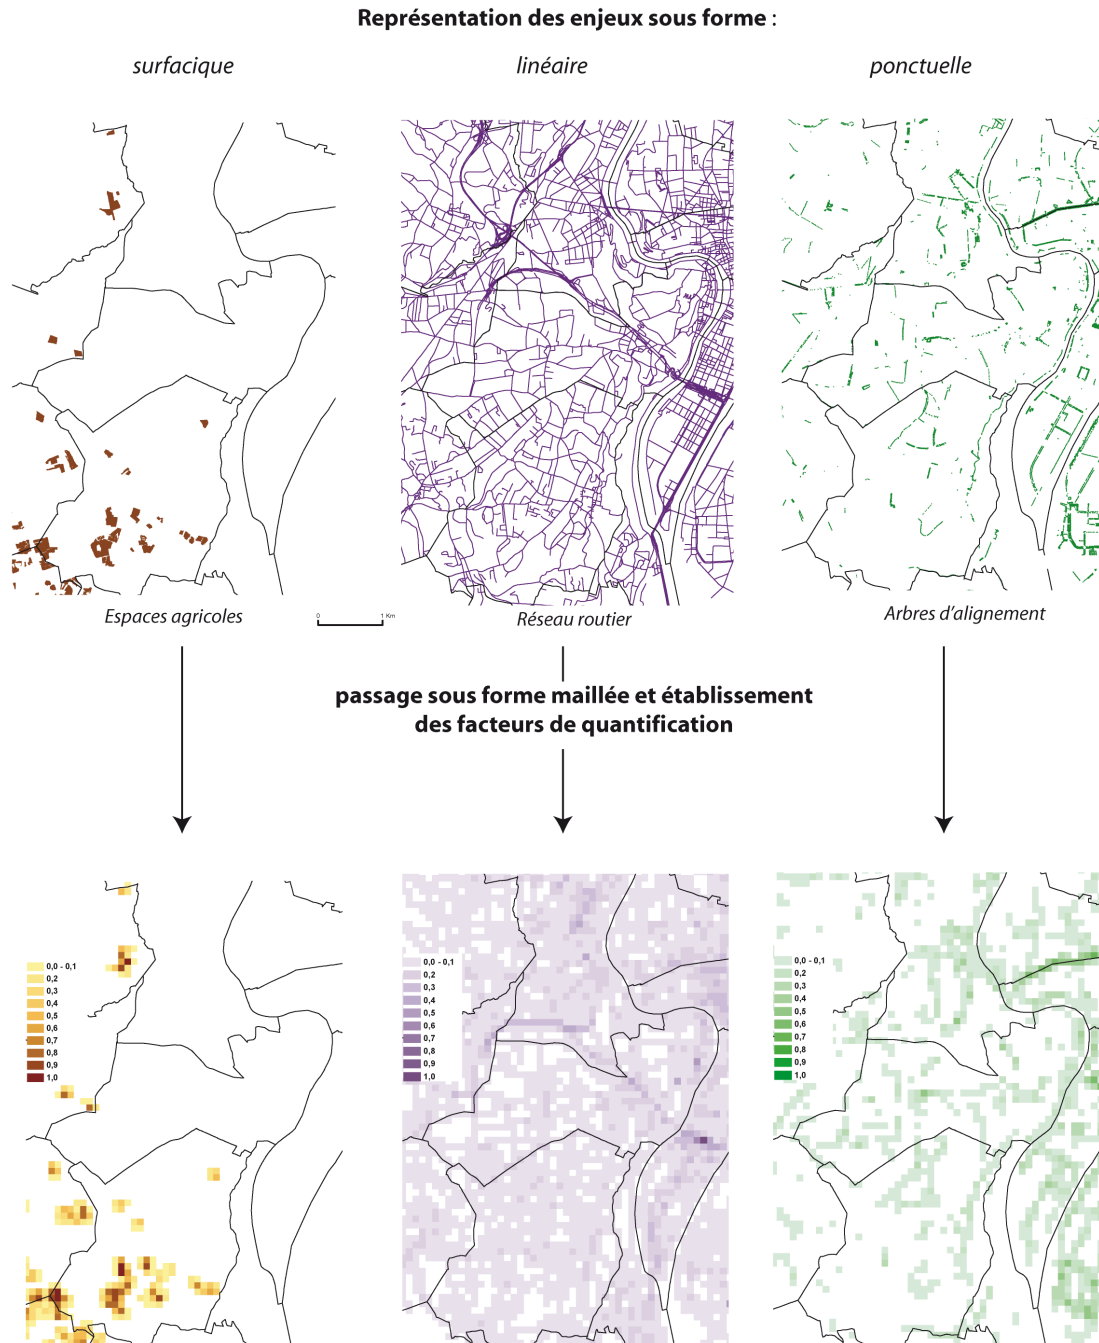 Représentation des enjeux sous forme :
surfacique
linéaire
ponctuelle
Espaces agricoles
0 1 Km
Réseau routier
Arbres d'alignement
passage sous forme maillée et établissement
des facteurs de quantification
0,0 - 0,1
0,2
0,3
0,4
0,5
0,6
0,7
0,8
0,9
1,0
0,0 - 0,1
0,2
0,3
0,4
0,5
0,6
0,7
0,8
0,9
1,0
0,0 - 0,1
0,2
0,3
0,4
0,5
0,6
0,7
0,8
0,9
1,0